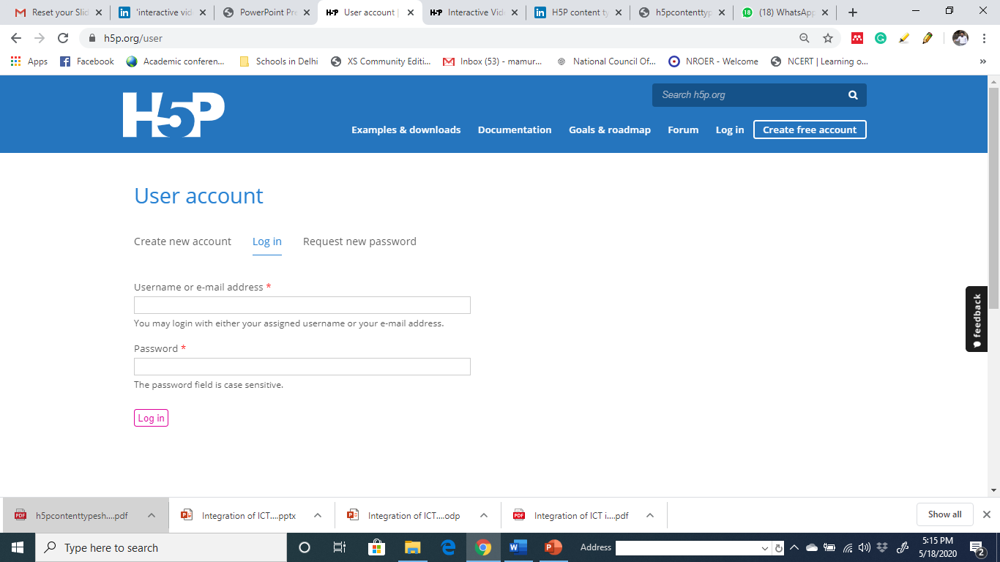 Reset your Slid
'interactive vid
PowerPoint Pre
User account |
Interactive Vid
H5P content ty
h5pcontenttyp
(18) WhatsApp
h5p.org/user
Apps
Facebook
Academic conferen...
Schools in Delhi
XS Community Editi...
Inbox (53) - mamur...
National Council Of...
NROER - Welcome
NCERT | Learning o...
H5P
Search h5p.org
Examples & downloads
Documentation
Goals & roadmap
Forum
Log in
Create free account
User account
Create new account
Log in
Request new password
Username or e-mail address *
You may login with either your assigned username or your e-mail address.
Password *
The password field is case sensitive.
Log in
feedback
h5pcontenttypesh....pdf
Integration of ICT....pptx
Integration of ICT....odp
Integration of ICT i....pdf
Show all
Type here to search
Address
5:15 PM
5/18/2020
2